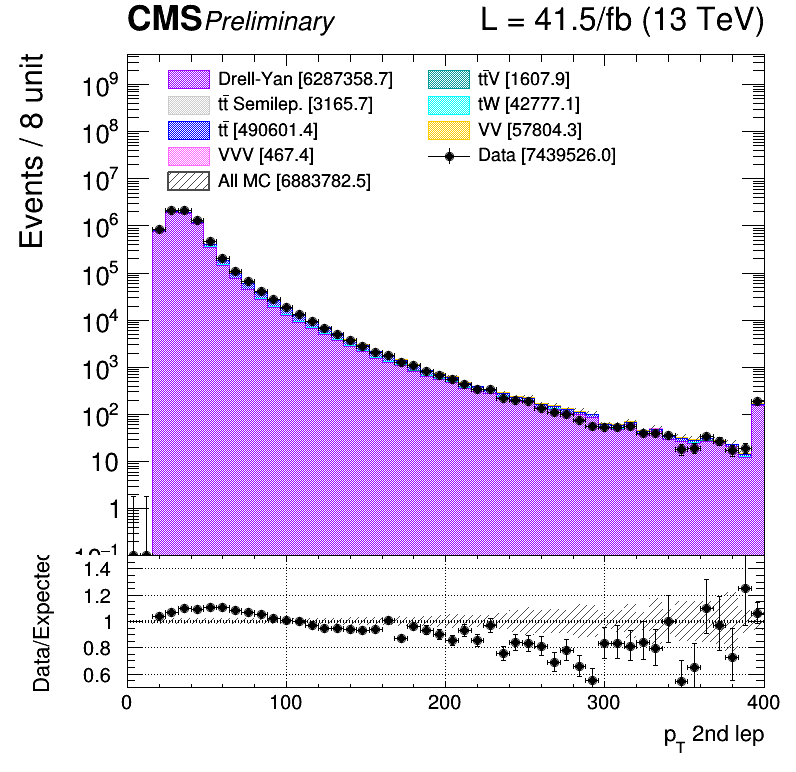 CMS Preliminary L = 41.5/fb (13 TeV)
Events / 8 unit
Drell-Yan [6287358.7]
tt̄ Semilep. [3165.7]
tt̄ [490601.4]
VVV [467.4]
All MC [6883782.5]
tt̄V [1607.9]
tW [42777.1]
VV [57804.3]
Data [7439526.0]
10⁹
10⁸
10⁷
10⁶
10⁵
10⁴
10³
10²
10
1
10⁻¹
Data/Expected
1.4
1.2
1
0.8
0.6
0 100 200 300 400
p_T 2nd lep